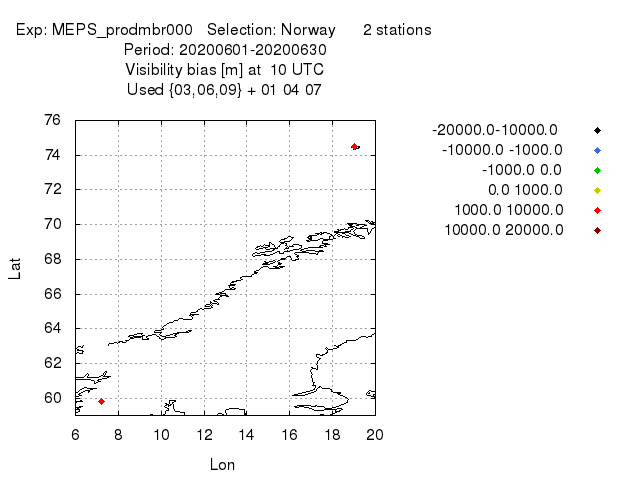 Exp: MEPS_prodmbr000 Selection: Norway 2 stations
Period: 20200601-20200630
Visibility bias [m] at 10 UTC
Used {03,06,09} + 01 04 07
-20000.0-10000.0
-10000.0 -1000.0
-1000.0 0.0
0.0 1000.0
1000.0 10000.0
10000.0 20000.0
76
74
72
70
68
66
64
62
60
Lat
6 8 10 12 14 16 18 20
Lon